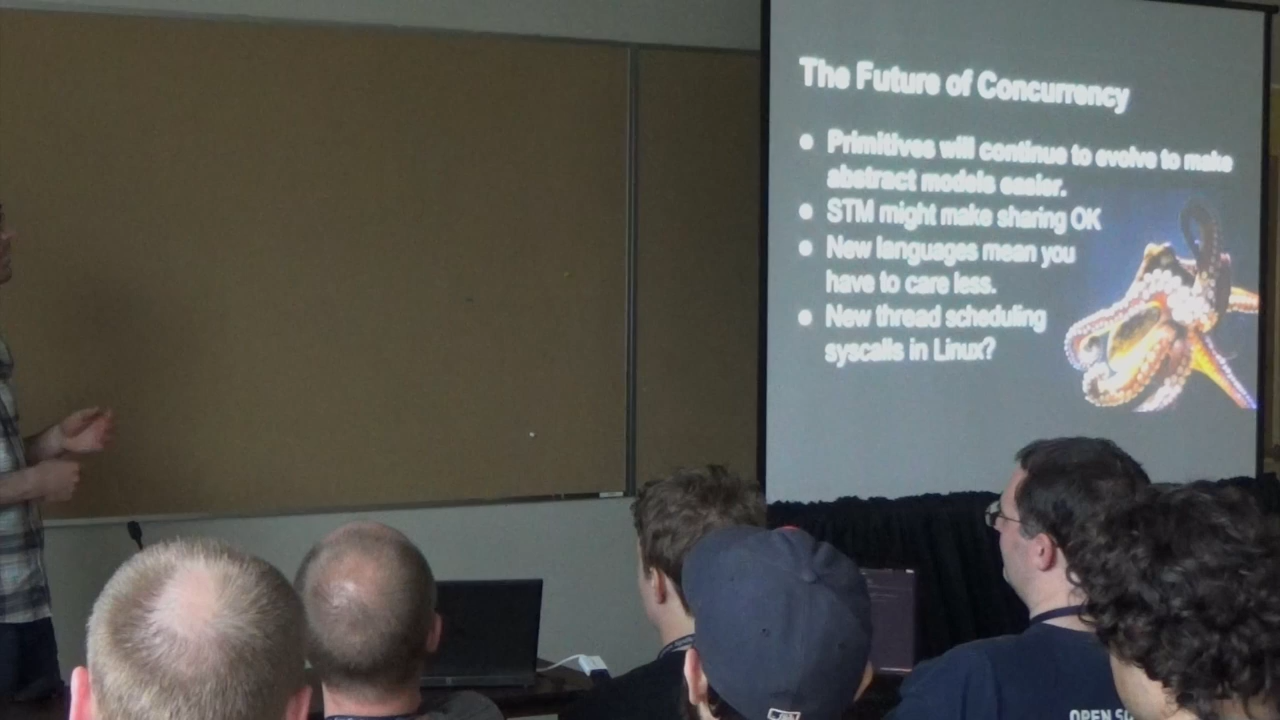 The Future of Concurrency
● Primitives will continue to evolve to make
abstract models easier.
● STM might make sharing OK
● New languages mean you
have to care less.
● New thread scheduling
syscalls in Linux?
OPEN